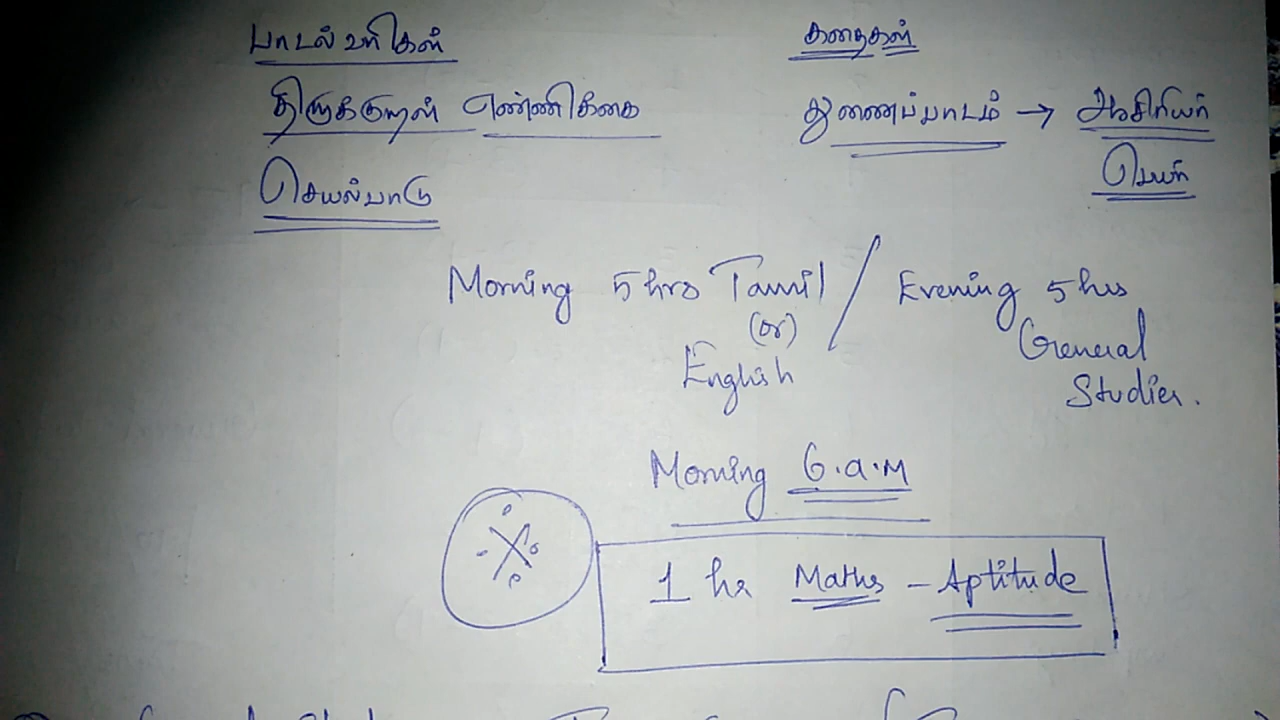 பாடல் வரிகள்
கதைகள்
திருக்குறள் எண்ணிக்கை
துணைப்பாடம் → ஆசிரியர்
பெயர்
செயல்பாடு
Morning 5 hrs Tamil / Evening 5 hrs
(or)
General
English
Studies.
Morning 6.a.m
1 hr Maths - Aptitude